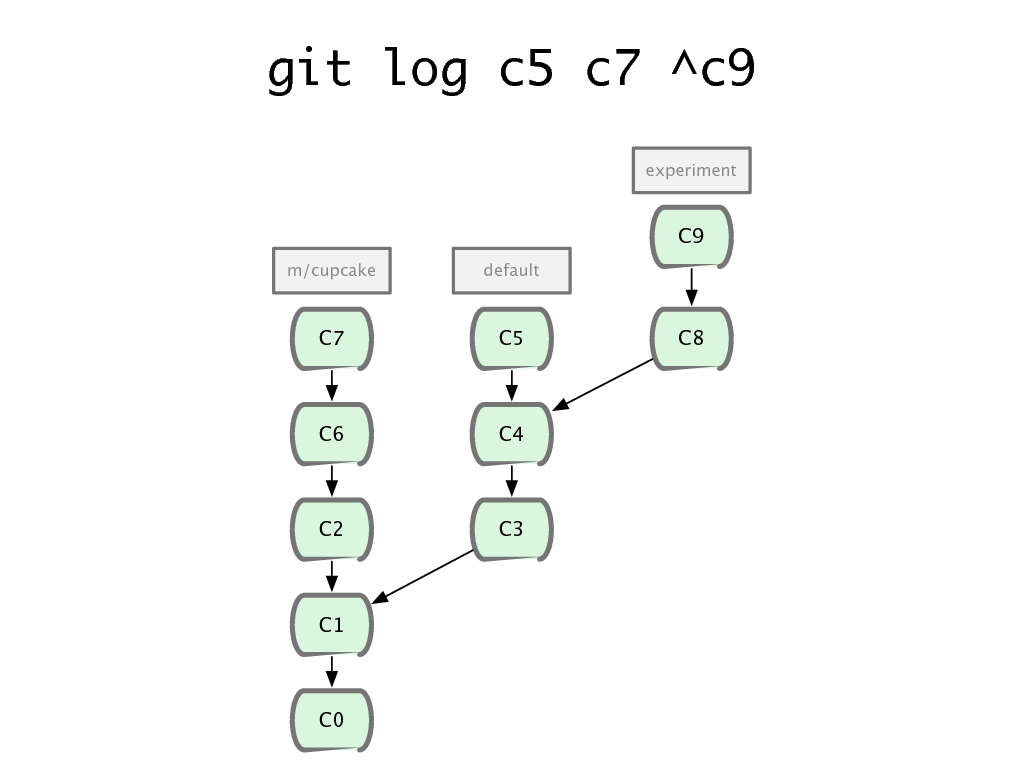 git log c5 c7 ^c9
experiment
C9
m/cupcake default
C7 C5 C8
C6 C4
C2 C3
C1
C0